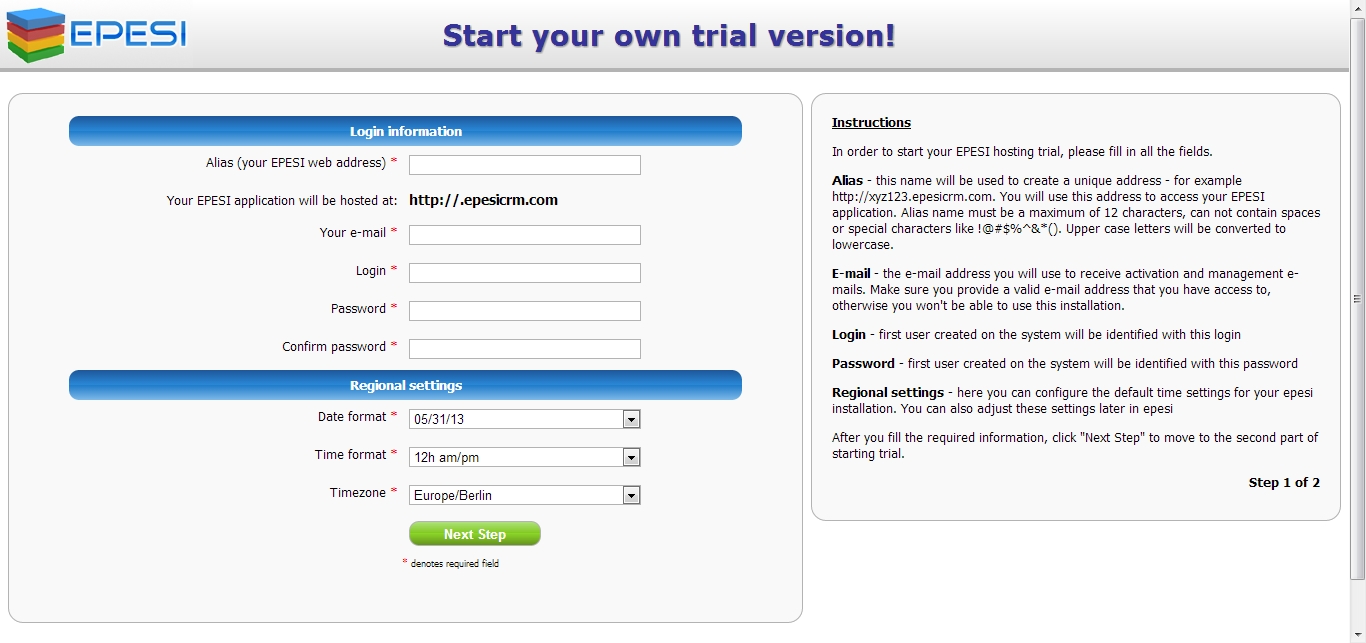 EPESI
Start your own trial version!
Login information
Alias (your EPESI web address) *
Your EPESI application will be hosted at: http://.epesicrm.com
Your e-mail *
Login *
Password *
Confirm password *
Regional settings
Date format * 05/31/13
Time format * 12h am/pm
Timezone * Europe/Berlin
Next Step
* denotes required field
Instructions
In order to start your EPESI hosting trial, please fill in all the fields.
Alias - this name will be used to create a unique address - for example
http://xyz123.epesicrm.com. You will use this address to access your EPESI
application. Alias name must be a maximum of 12 characters, can not contain spaces
or special characters like !@#$%^&*(). Upper case letters will be converted to
lowercase.
E-mail - the e-mail address you will use to receive activation and management e-
mails. Make sure you provide a valid e-mail address that you have access to,
otherwise you won't be able to use this installation.
Login - first user created on the system will be identified with this login
Password - first user created on the system will be identified with this password
Regional settings - here you can configure the default time settings for your epesi
installation. You can also adjust these settings later in epesi
After you fill the required information, click "Next Step" to move to the second part of
starting trial.
Step 1 of 2